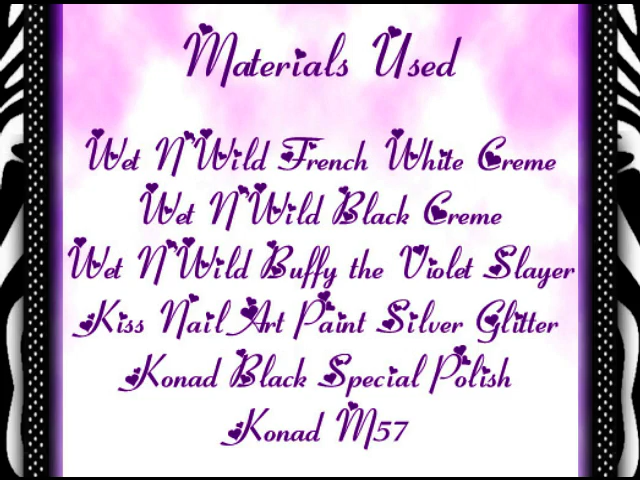 Materials Used
Wet N'Wild French White Creme
Wet N'Wild Black Creme
Wet N'Wild Buffy the Violet Slayer
Kiss Nail Art Paint Silver Glitter
Konad Black Special Polish
Konad M57